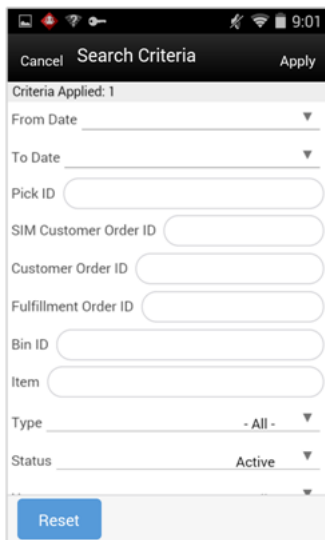 9:01
Cancel Search Criteria Apply
Criteria Applied: 1
From Date
To Date
Pick ID
SIM Customer Order ID
Customer Order ID
Fulfillment Order ID
Bin ID
Item
Type - All -
Status Active
Reset